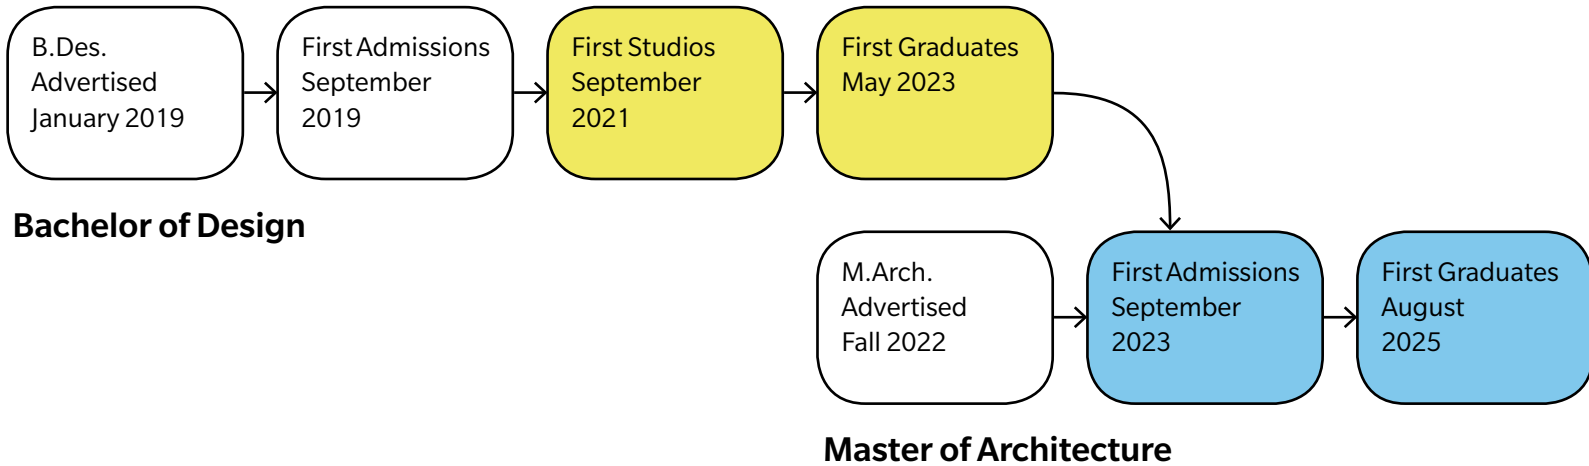 B.Des.
Advertised
January 2019
First Admissions
September
2019
First Studios
September
2021
First Graduates
May 2023
Bachelor of Design
M.Arch.
Advertised
Fall 2022
First Admissions
September
2023
First Graduates
August
2025
Master of Architecture